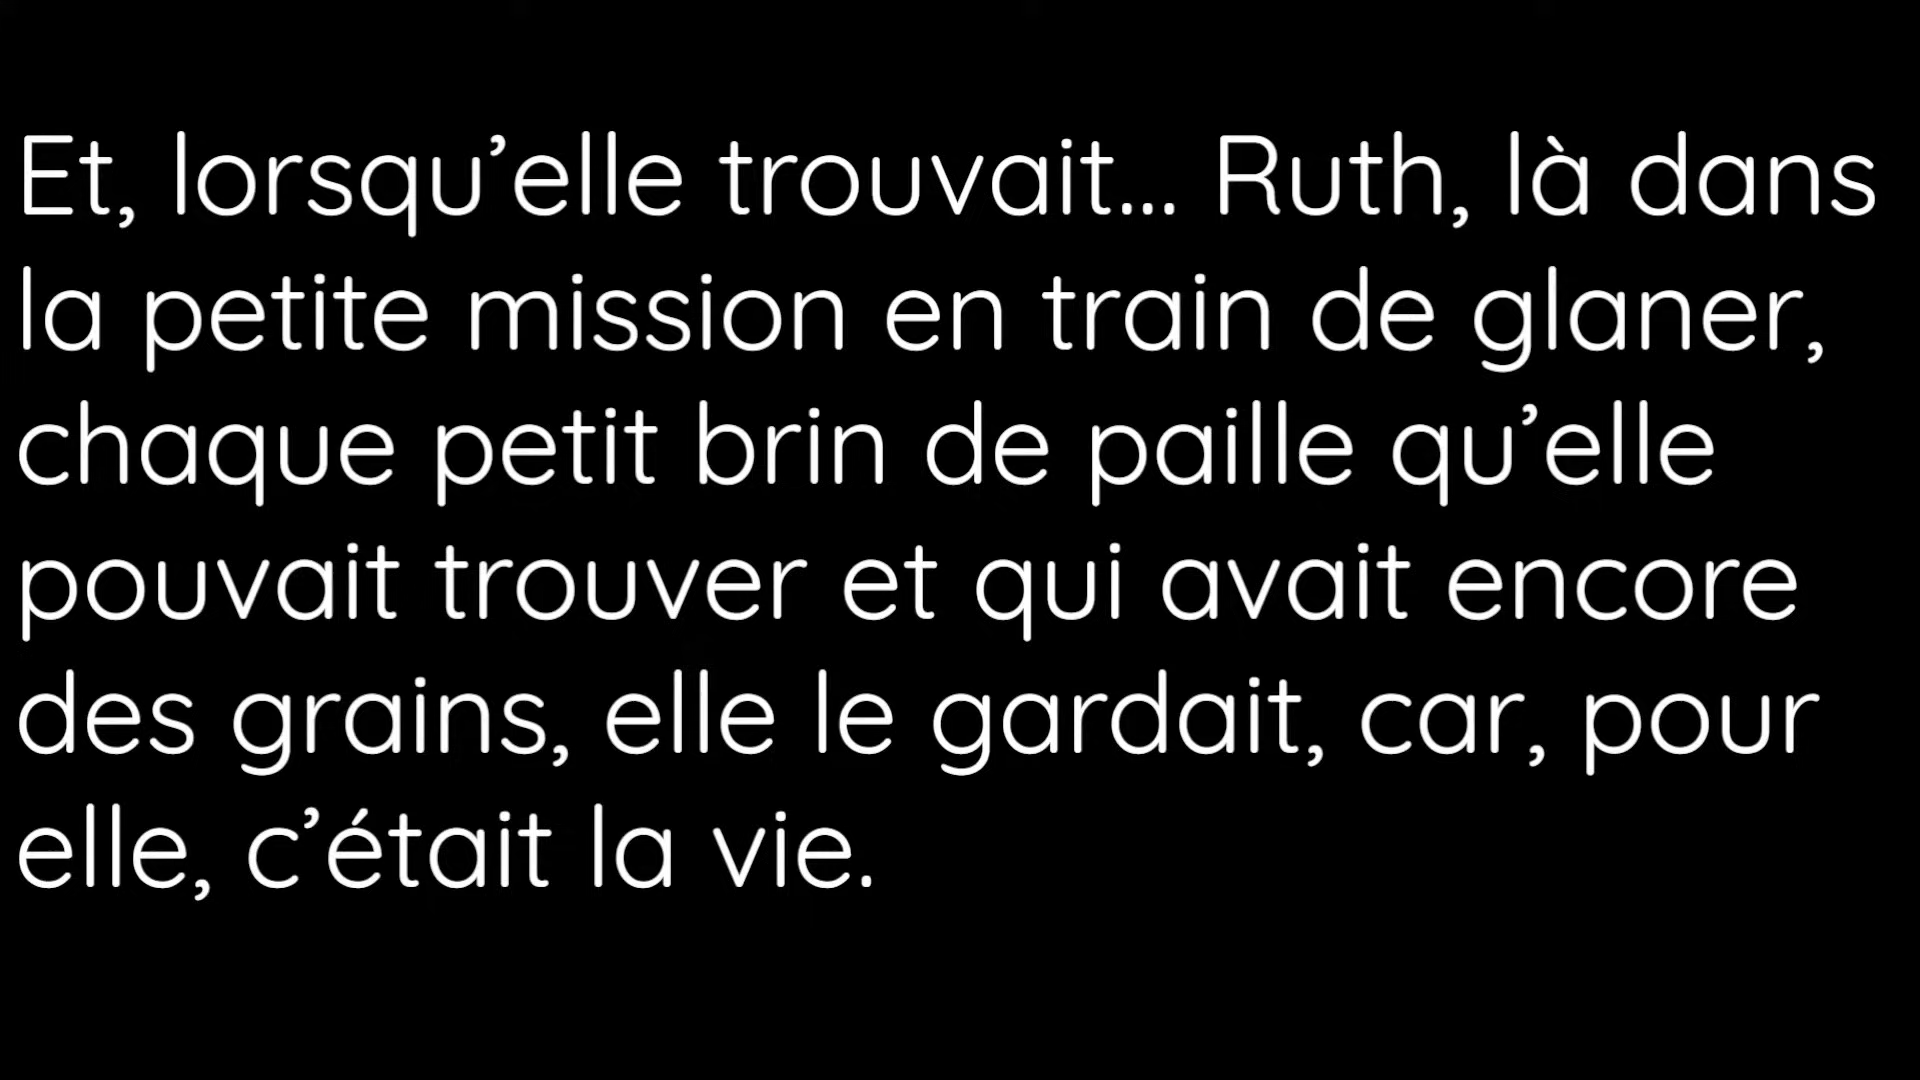 Et, lorsqu’elle trouvait... Ruth, là dans
la petite mission en train de glaner,
chaque petit brin de paille qu’elle
pouvait trouver et qui avait encore
des grains, elle le gardait, car, pour
elle, c’était la vie.